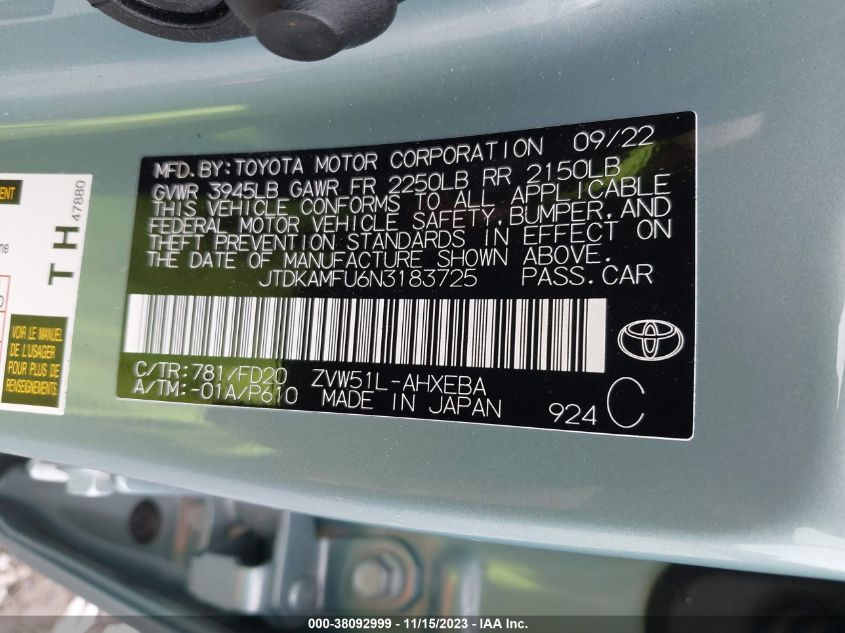 MFD. BY: TOYOTA MOTOR CORPORATION 09/22
GVWR 3945LB GAWR FR 2250LB RR 2150LB
THIS VEHICLE CONFORMS TO ALL APPLICABLE
FEDERAL MOTOR VEHICLE SAFETY, BUMPER, AND
THEFT PREVENTION STANDARDS IN EFFECT ON
THE DATE OF MANUFACTURE SHOWN ABOVE.
JTDKAMFU6N3183725 PASS. CAR
C/TR: 781/FD20 ZVW51L-AHXEBA
A/TM: -01A/P610 MADE IN JAPAN 924 C
TH
47880
VOIR LE MANUEL
DE L'USAGER
POUR PLUS DE
PRÉCISIONS
000-38092999 - 11/15/2023 - IAA Inc.